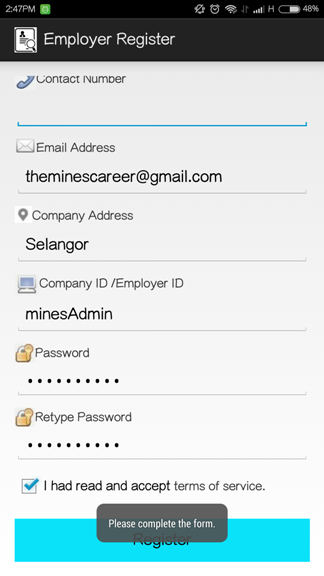 2:47PM H 48%
Employer Register
Contact Number
Email Address
theminescareer@gmail.com
Company Address
Selangor
Company ID /Employer ID
minesAdmin
Password
••••••••••
Retype Password
••••••••••
I had read and accept terms of service.
Please complete the form.
Register